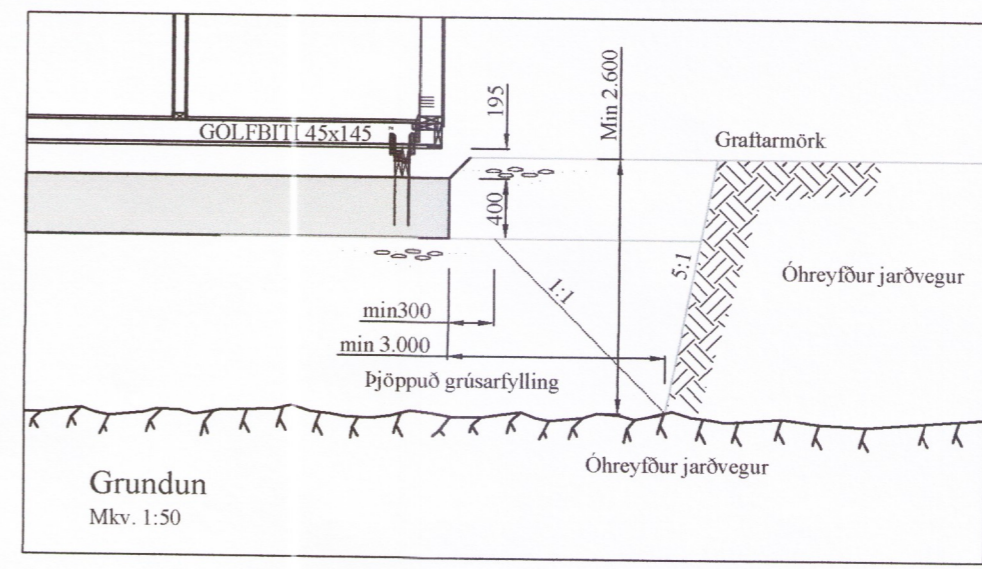 195
Min 2.600
GÓLFBITI 45x145
Graftarmörk
400
5:1
Óhreyfður jarðvegur
1:1
min300
min 3.000
Þjöppuð grúsarfylling
Óhreyfður jarðvegur
Grundun
Mkv. 1:50